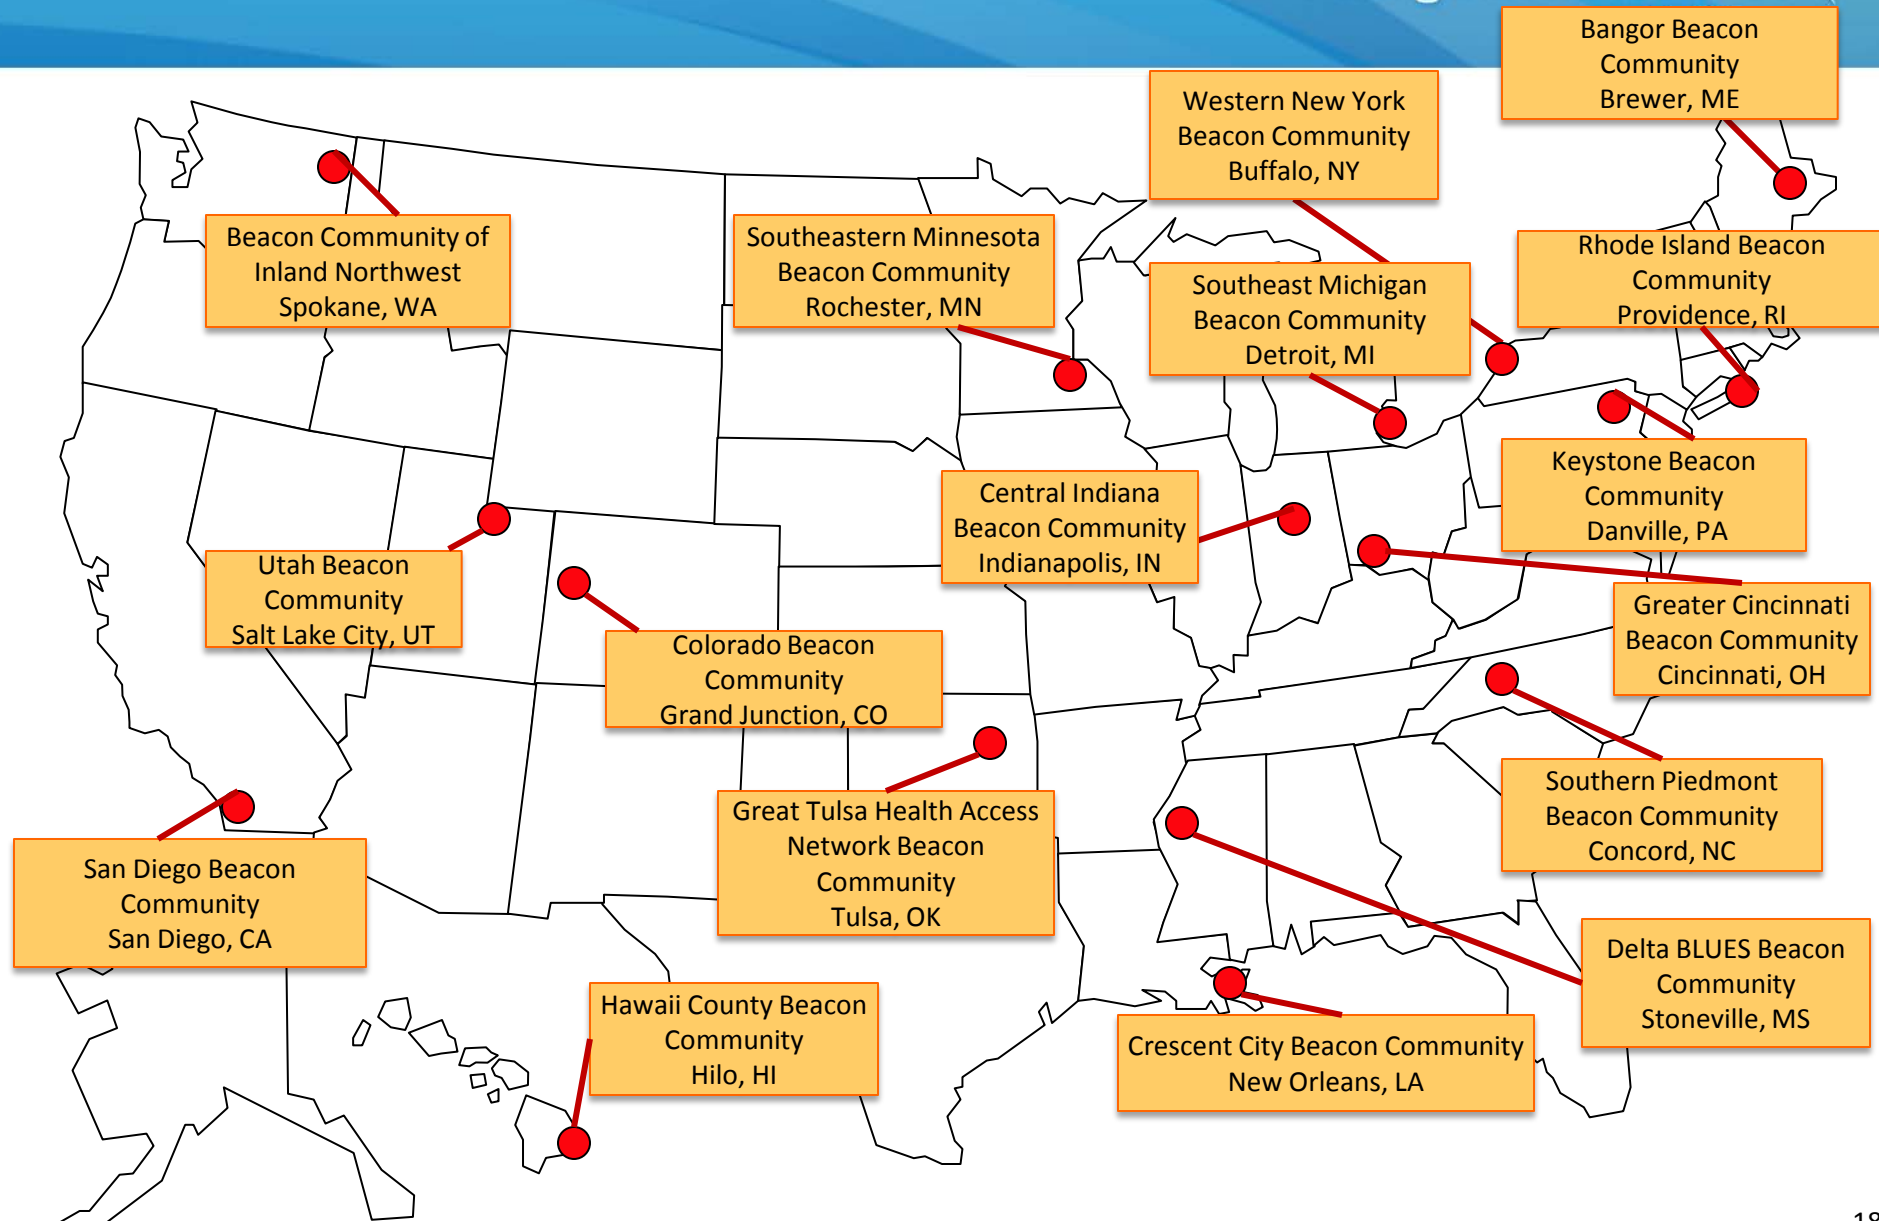 Bangor Beacon
Community
Brewer, ME
Western New York
Beacon Community
Buffalo, NY
Beacon Community of
Inland Northwest
Spokane, WA
Southeastern Minnesota
Beacon Community
Rochester, MN
Southeast Michigan
Beacon Community
Detroit, MI
Rhode Island Beacon
Community
Providence, RI
Keystone Beacon
Community
Danville, PA
Central Indiana
Beacon Community
Indianapolis, IN
Utah Beacon
Community
Salt Lake City, UT
Greater Cincinnati
Beacon Community
Cincinnati, OH
Colorado Beacon
Community
Grand Junction, CO
Southern Piedmont
Beacon Community
Concord, NC
Great Tulsa Health Access
Network Beacon
Community
Tulsa, OK
San Diego Beacon
Community
San Diego, CA
Delta BLUES Beacon
Community
Stoneville, MS
Hawaii County Beacon
Community
Hilo, HI
Crescent City Beacon Community
New Orleans, LA
18